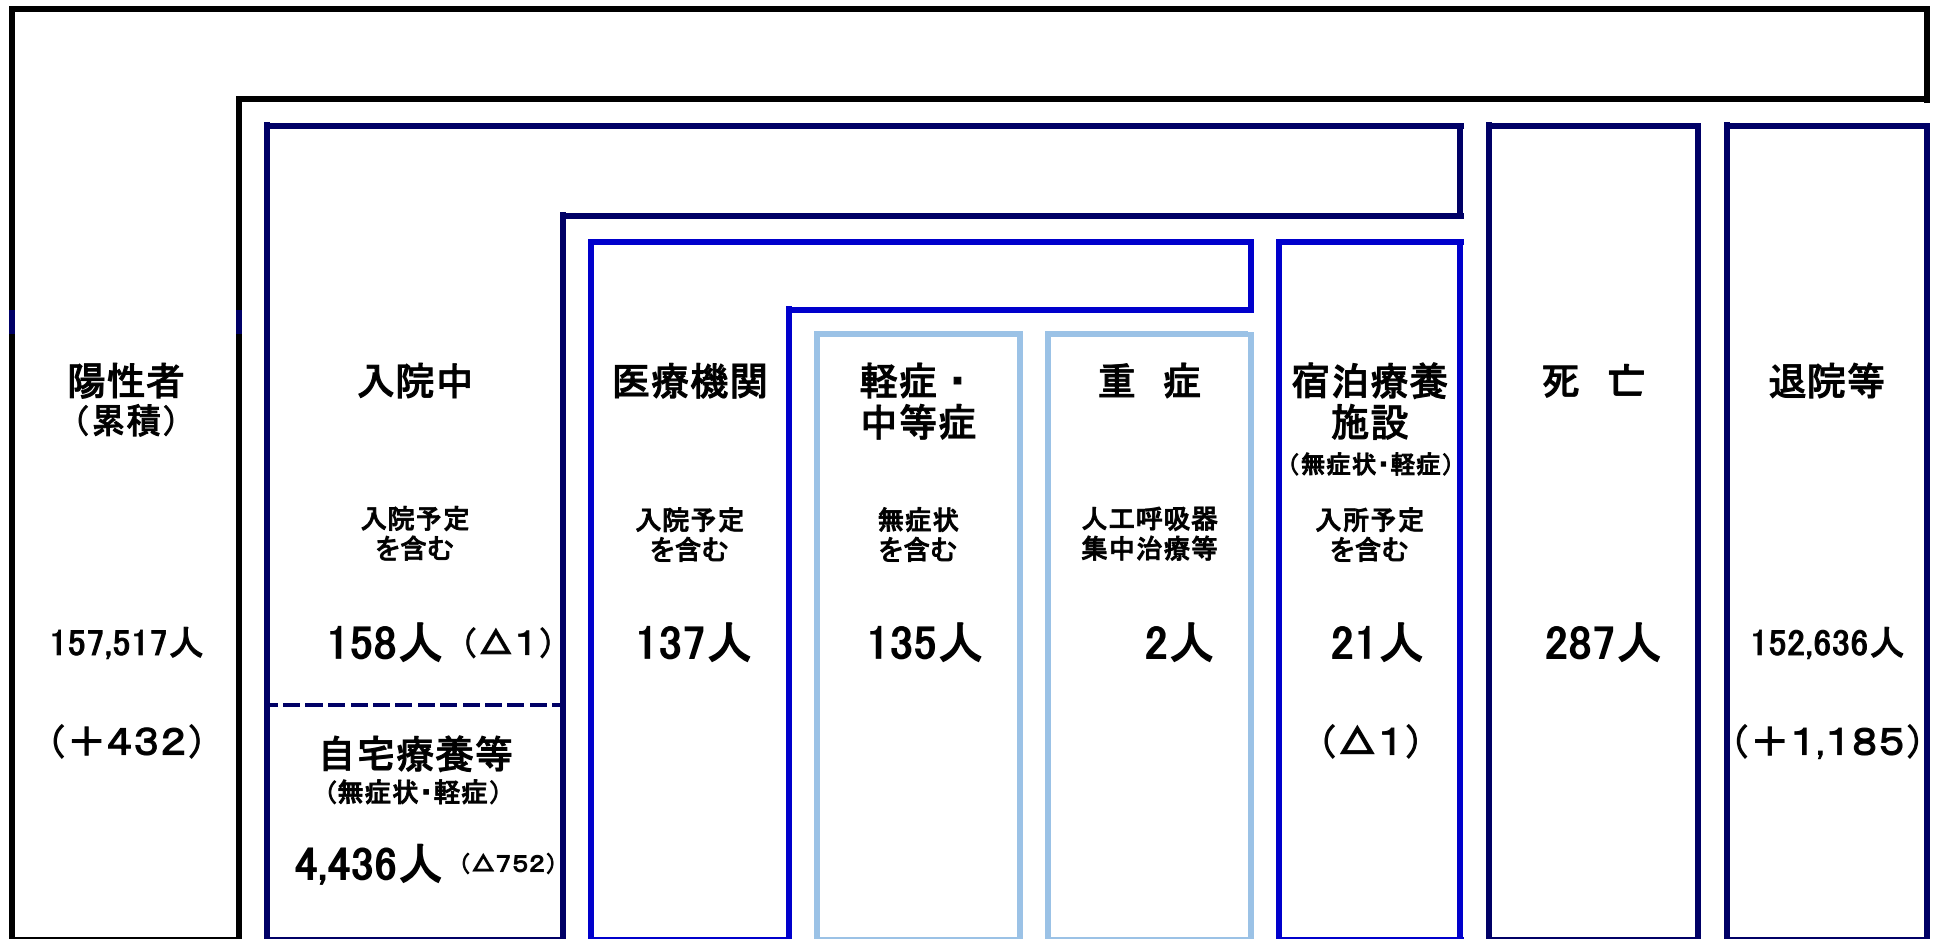 陽性者
（累積）
157,517人
（＋432）
入院中
入院予定
を含む
158人（△1）
自宅療養等
（無症状・軽症）
4,436人（△752）
医療機関
入院予定
を含む
137人
軽症・
中等症
無症状
を含む
135人
重　症
人工呼吸器
集中治療等
2人
宿泊療養
施設
（無症状・軽症）
入所予定
を含む
21人
（△1）
死　亡
287人
退院等
152,636人
（＋1,185）